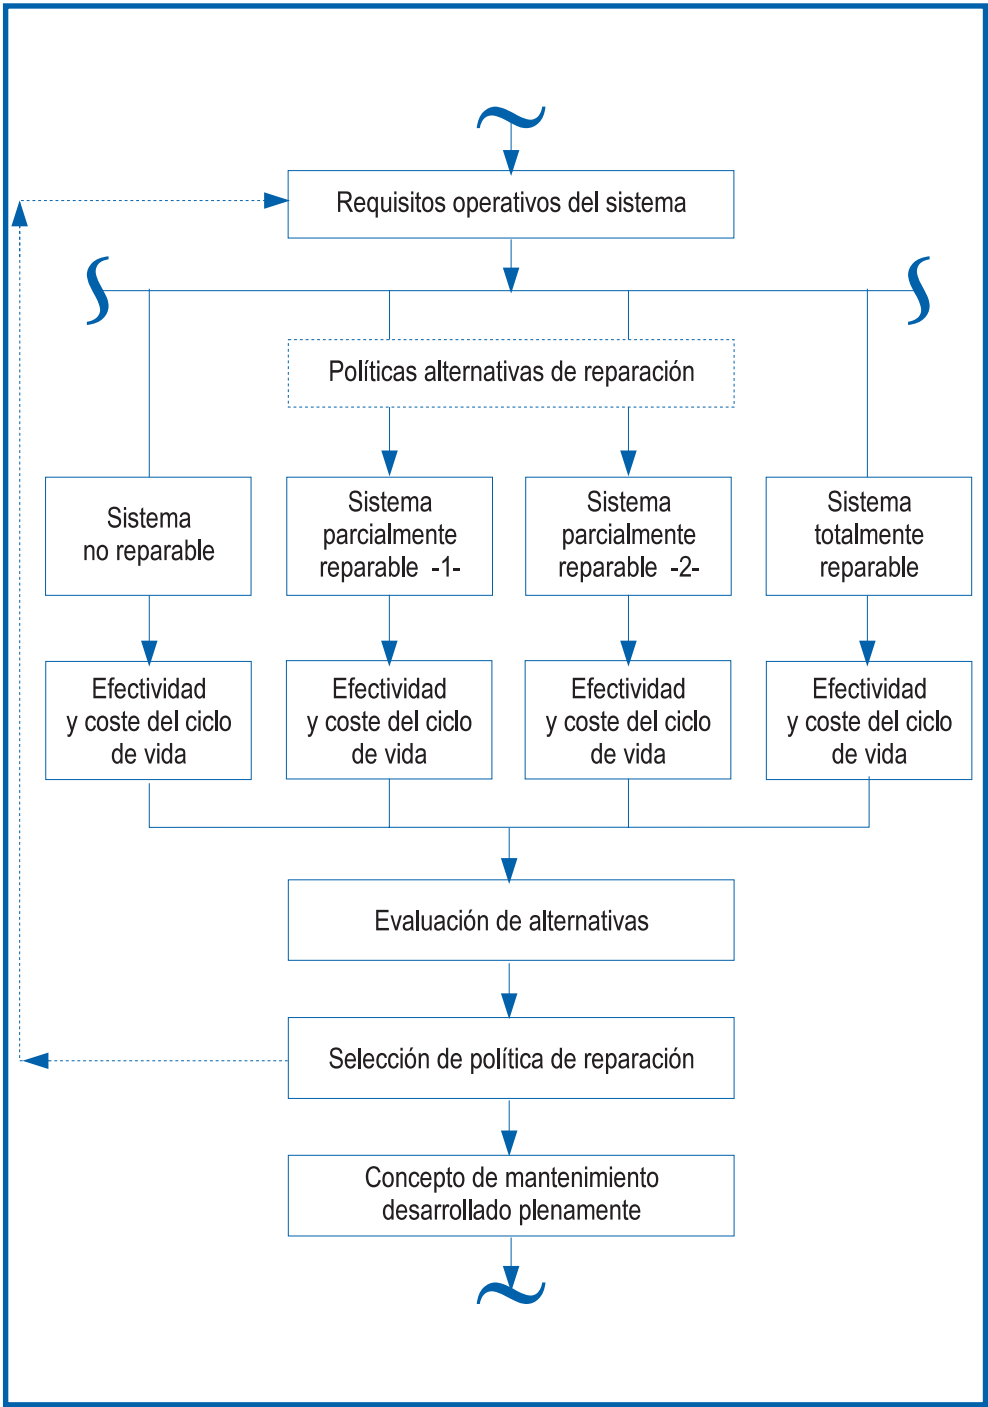 Requisitos operativos del sistema
Políticas alternativas de reparación
Sistema
no reparable
Sistema
parcialmente
reparable -1-
Sistema
parcialmente
reparable -2-
Sistema
totalmente
reparable
Efectividad
y coste del ciclo
de vida
Efectividad
y coste del ciclo
de vida
Efectividad
y coste del ciclo
de vida
Efectividad
y coste del ciclo
de vida
Evaluación de alternativas
Selección de política de reparación
Concepto de mantenimiento
desarrollado plenamente